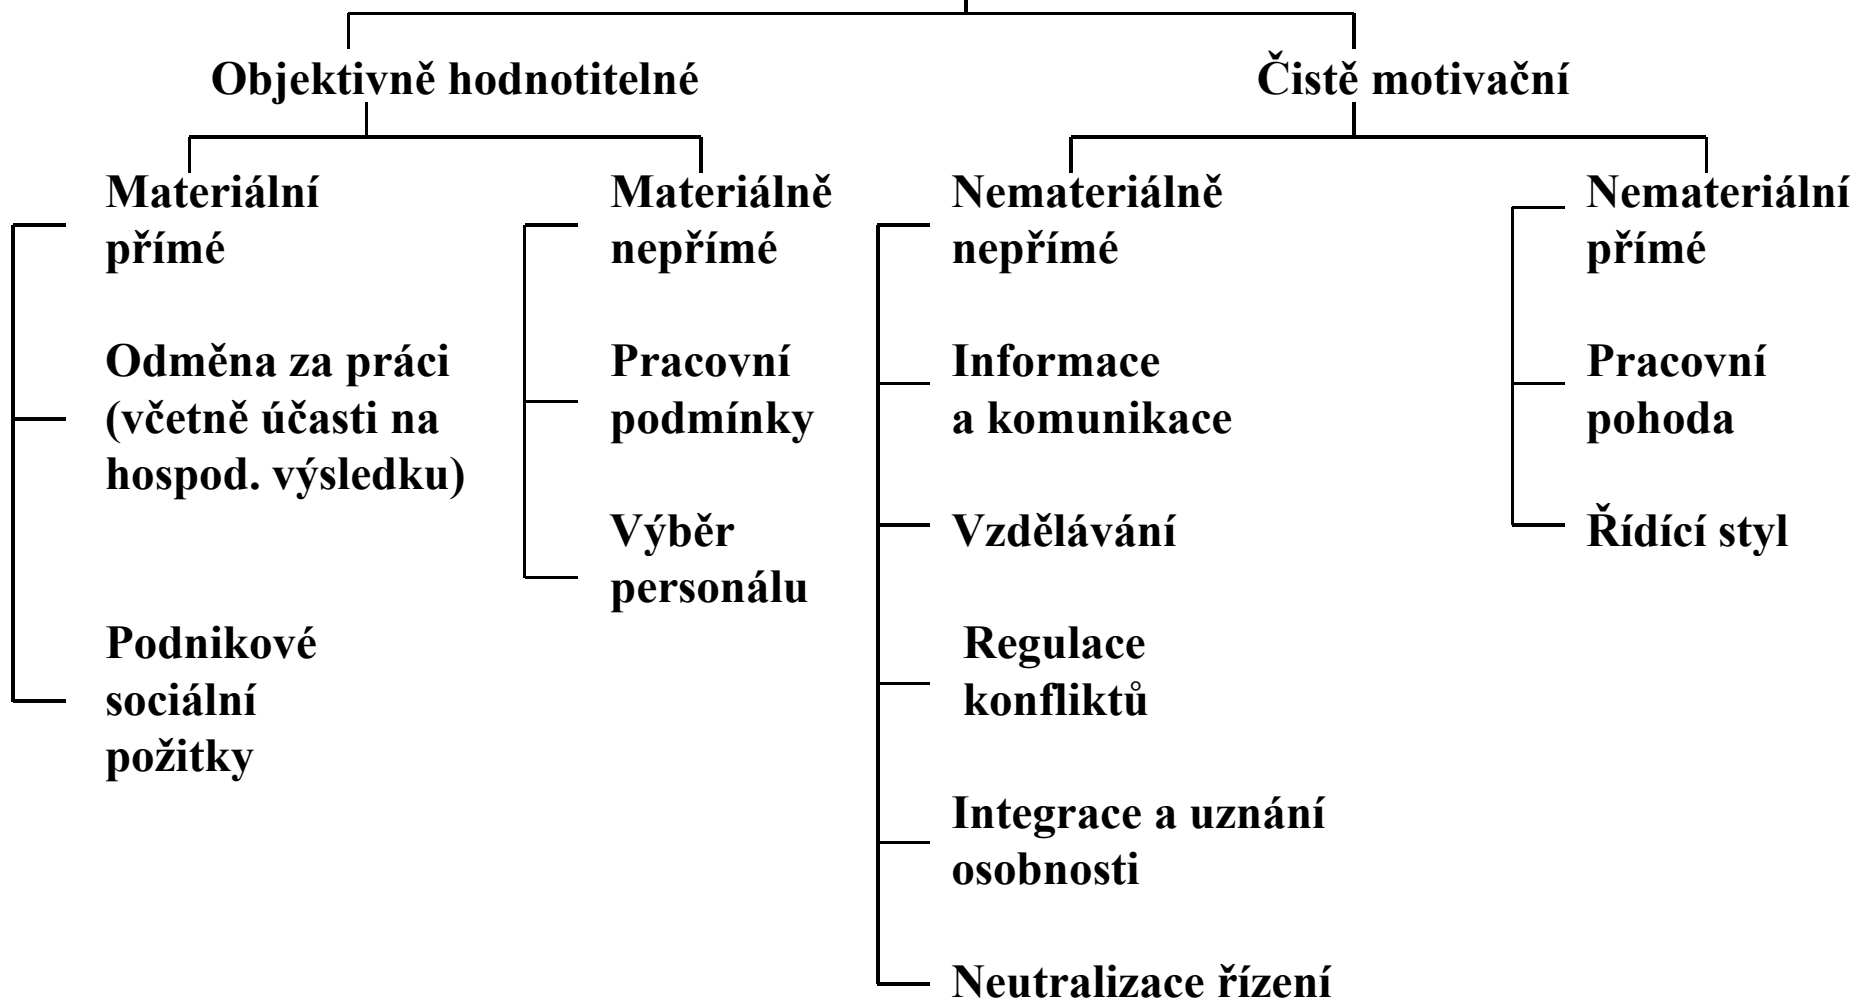 Objektivně hodnotitelné
Čistě motivační
Materiální
přímé
Odměna za práci
(včetně účasti na
hospod. výsledku)
Podnikové
sociální
požitky
Materiálně
nepřímé
Pracovní
podmínky
Výběr
personálu
Nemateriálně
nepřímé
Informace
a komunikace
Vzdělávání
Regulace
konfliktů
Integrace a uznání
osobnosti
Neutralizace řízení
Nemateriální
přímé
Pracovní
pohoda
Řídící styl